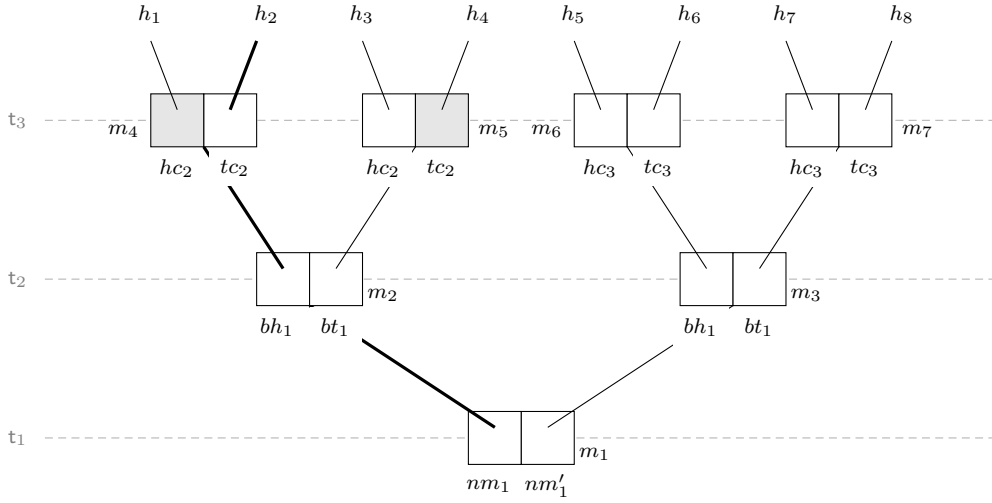 h₁ h₂ h₃ h₄ h₅ h₆ h₇ h₈
t₃ m₄ m₅ m₆ m₇
hc₂ tc₂ hc₂ tc₂ hc₃ tc₃ hc₃ tc₃
t₂ m₂ m₃
bh₁ bt₁ bh₁ bt₁
t₁ m₁
nm₁ nm′₁